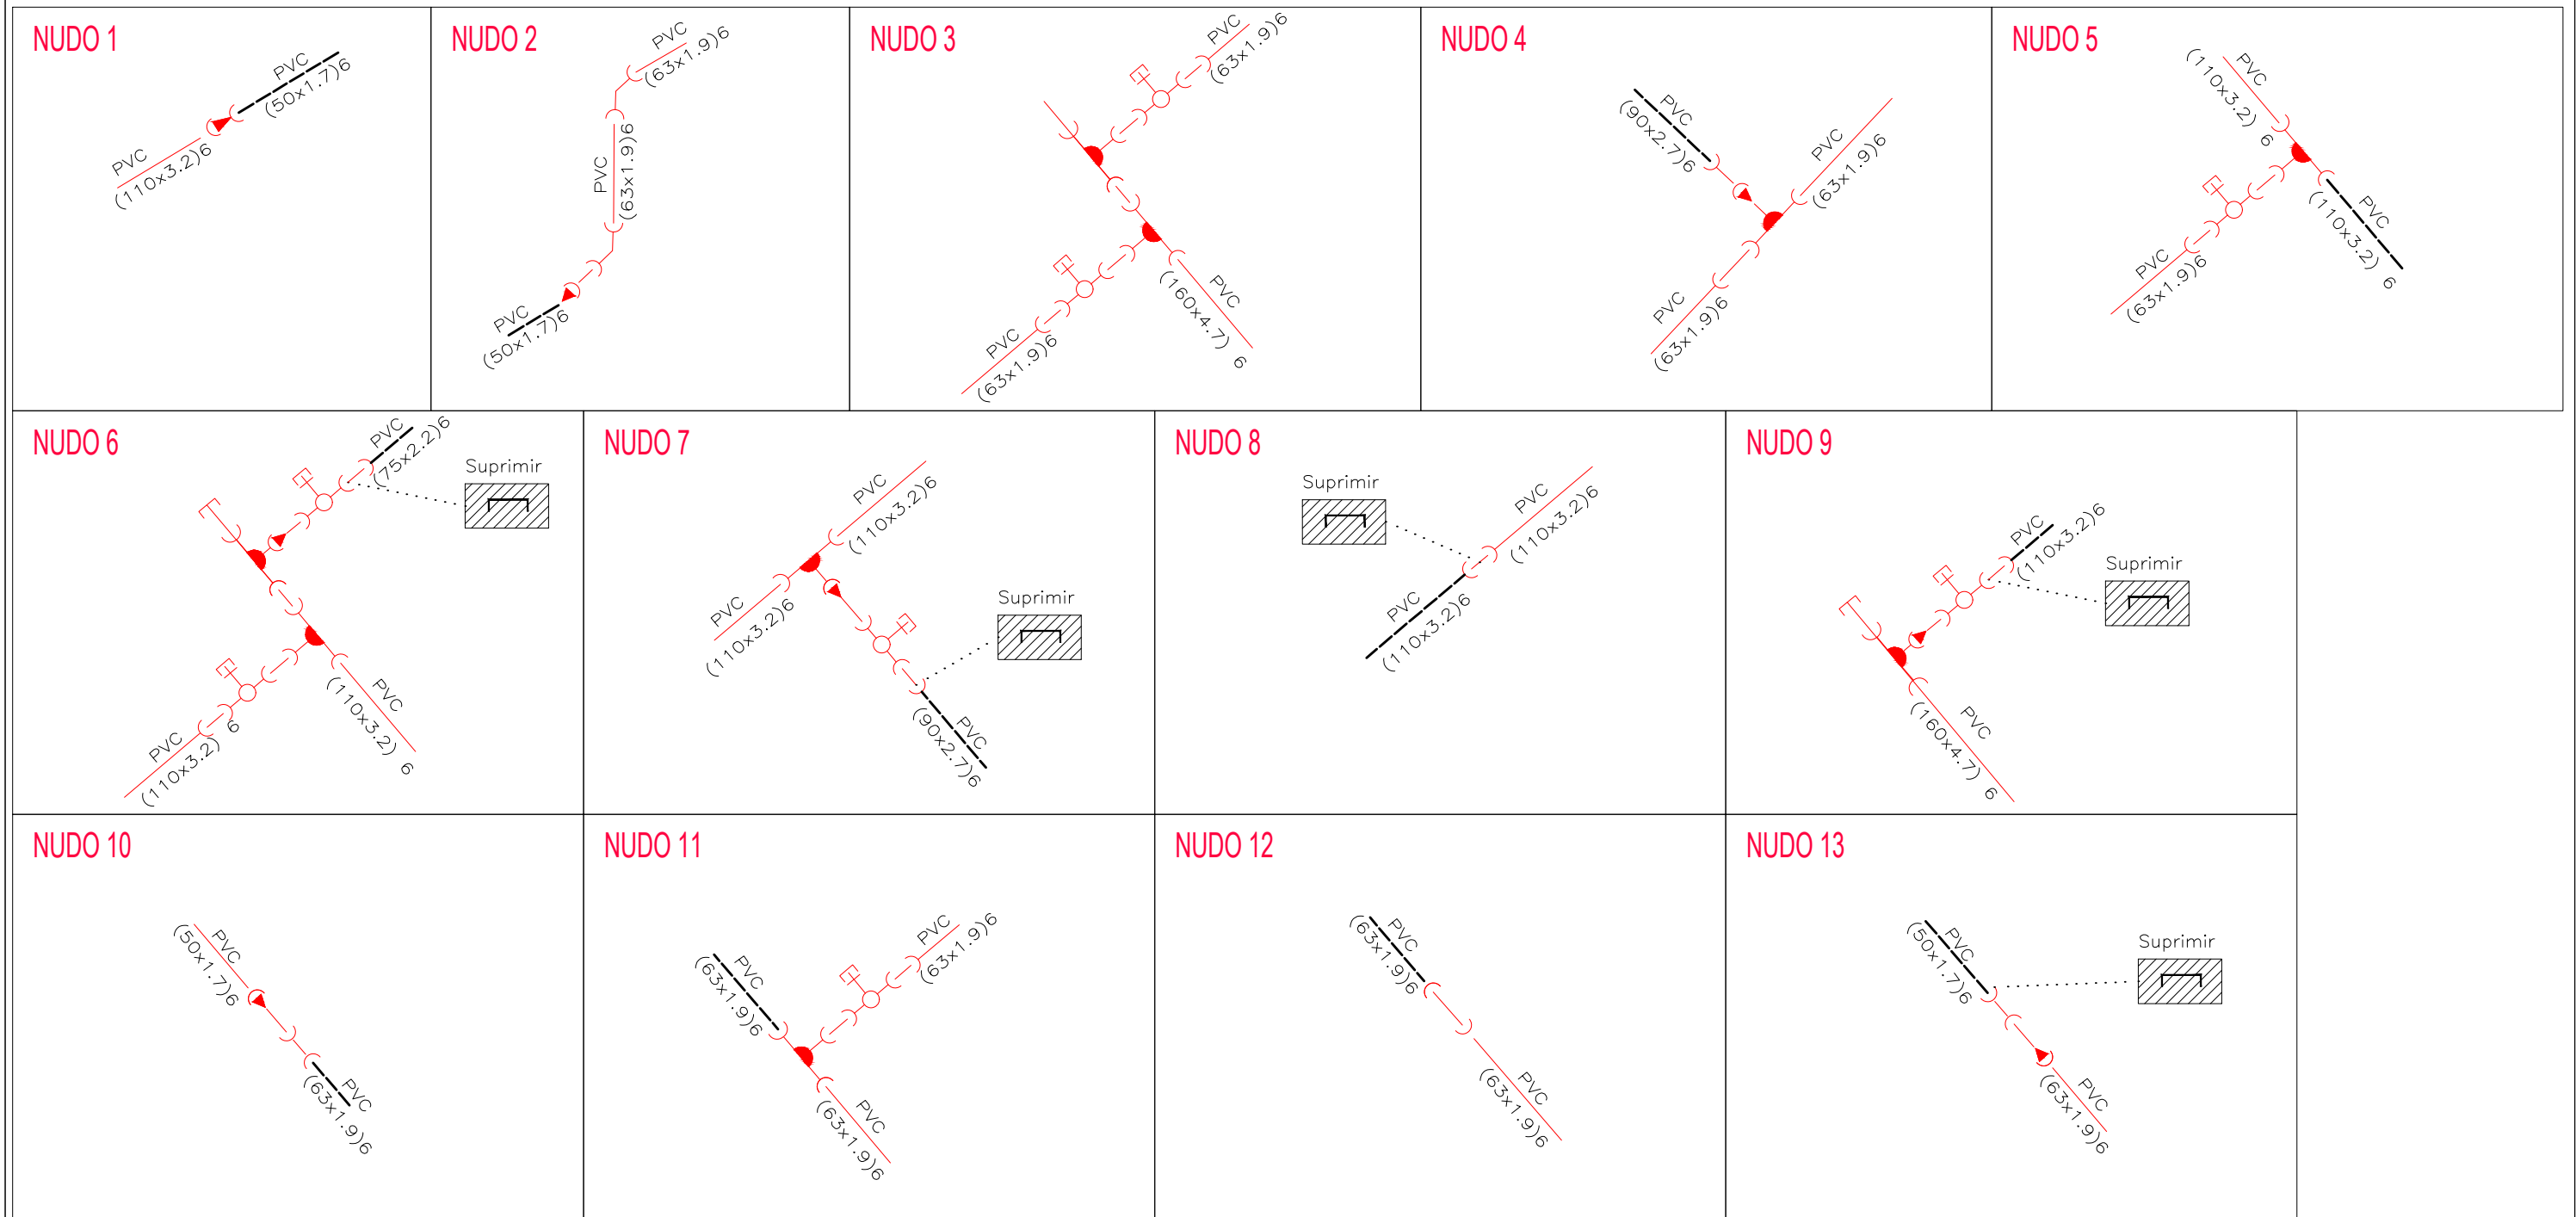 NUDO 1
PVC
(50x1.7)6
PVC
(110x3.2)6
NUDO 2
PVC
(63x1.9)6
PVC
(63x1.9)6
PVC
(50x1.7)6
NUDO 3
PVC
(63x1.9)6
PVC
(160x4.7) 6
PVC
(63x1.9)6
NUDO 4
PVC
(90x2.7)6
PVC
(63x1.9)6
PVC
(63x1.9)6
NUDO 5
PVC
(110x3.2) 6
PVC
(110x3.2) 6
PVC
(63x1.9)6
NUDO 6
PVC
(75x2.2)6
Suprimir
PVC
(110x3.2) 6
PVC
(110x3.2) 6
NUDO 7
PVC
(110x3.2)6
PVC
(110x3.2)6
Suprimir
PVC
(90x2.7)6
NUDO 8
Suprimir
PVC
(110x3.2)6
PVC
(110x3.2)6
NUDO 9
PVC
(110x3.2)6
Suprimir
PVC
(160x4.7) 6
NUDO 10
PVC
(50x1.7)6
PVC
(63x1.9)6
NUDO 11
PVC
(63x1.9)6
PVC
(63x1.9)6
PVC
(63x1.9)6
NUDO 12
PVC
(63x1.9)6
PVC
(63x1.9)6
NUDO 13
PVC
(50x1.7)6
Suprimir
PVC
(63x1.9)6